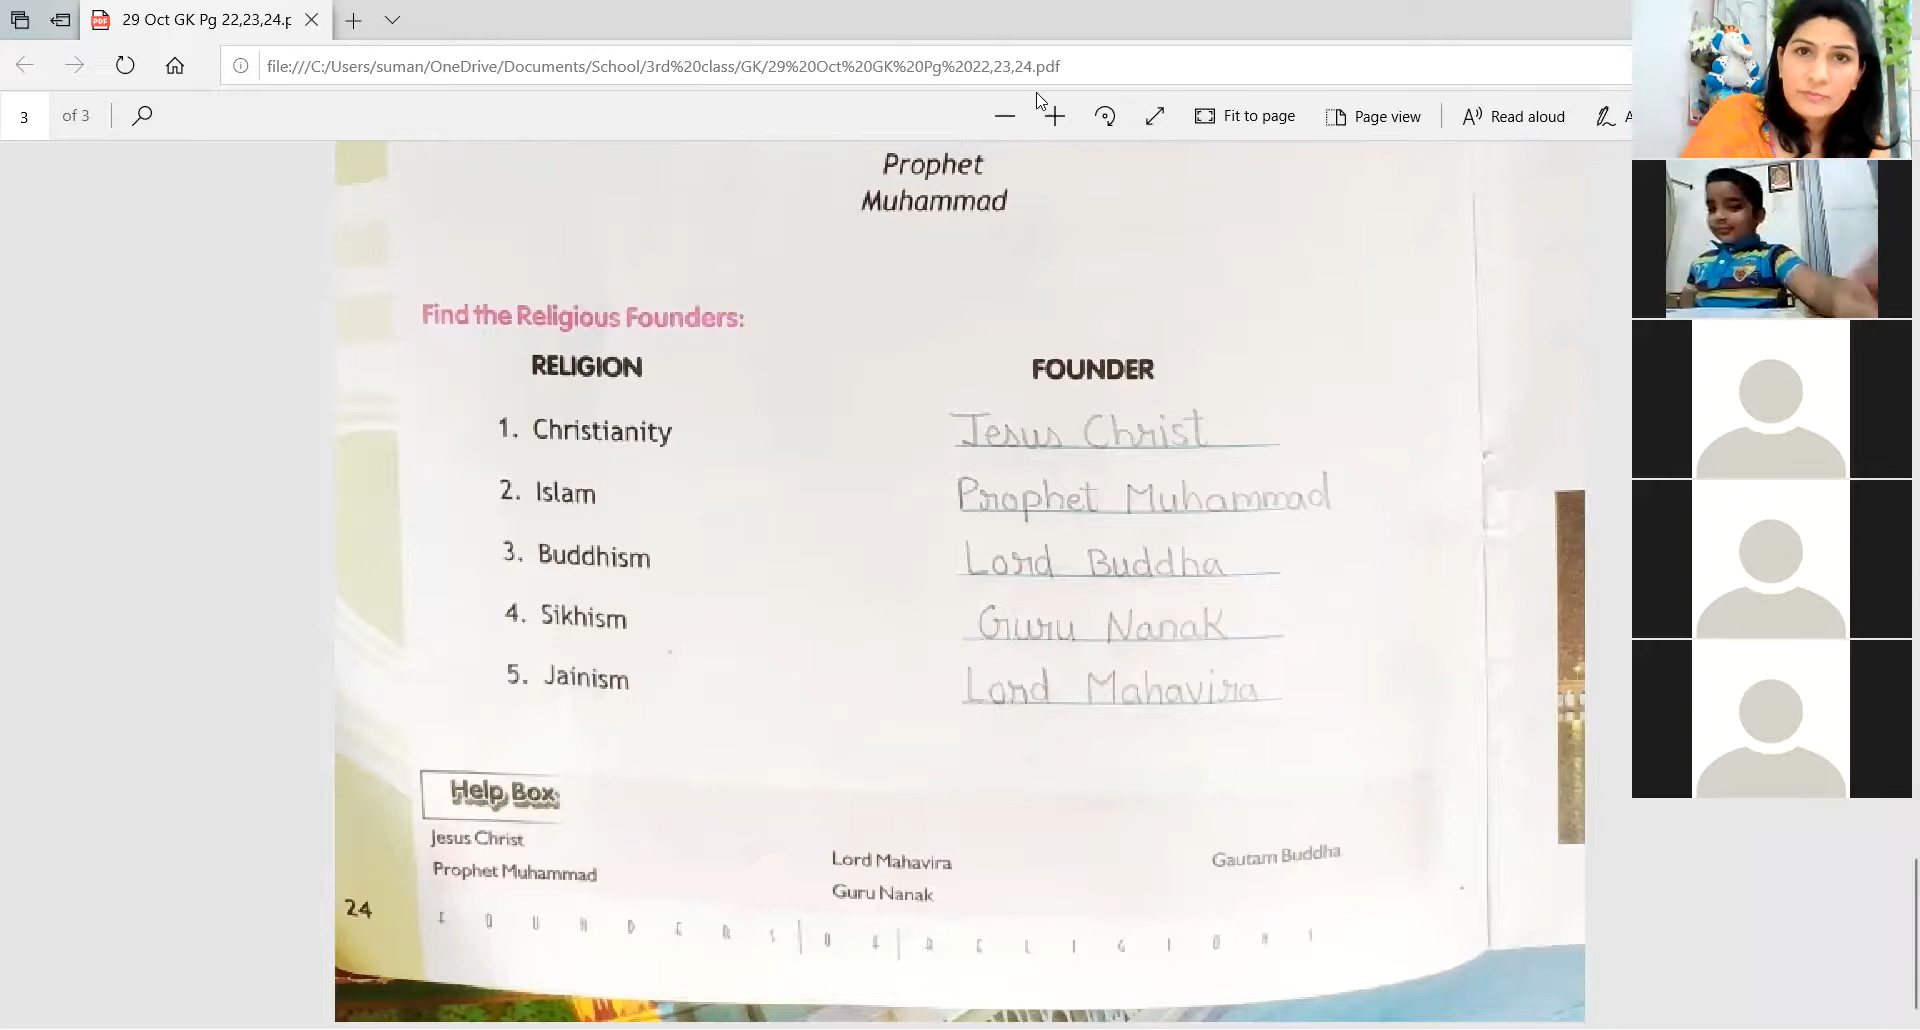 29 Oct GK Pg 22,23,24.p
file:///C:/Users/suman/OneDrive/Documents/School/3rd%20class/GK/29%20Oct%20GK%20Pg%2022,23,24.pdf
3 of 3
Fit to page
Page view
Read aloud
A
Prophet
Muhammad
Find the Religious Founders:
RELIGION FOUNDER
1. Christianity Jesus Christ
2. Islam Prophet Muhammad
3. Buddhism Lord Buddha
4. Sikhism Guru Nanak
5. Jainism Lord Mahavira
Help Box
Jesus Christ Lord Mahavira Gautam Buddha
Prophet Muhammad Guru Nanak
24
F O U N D E R S | O F | R E L I G I O N S